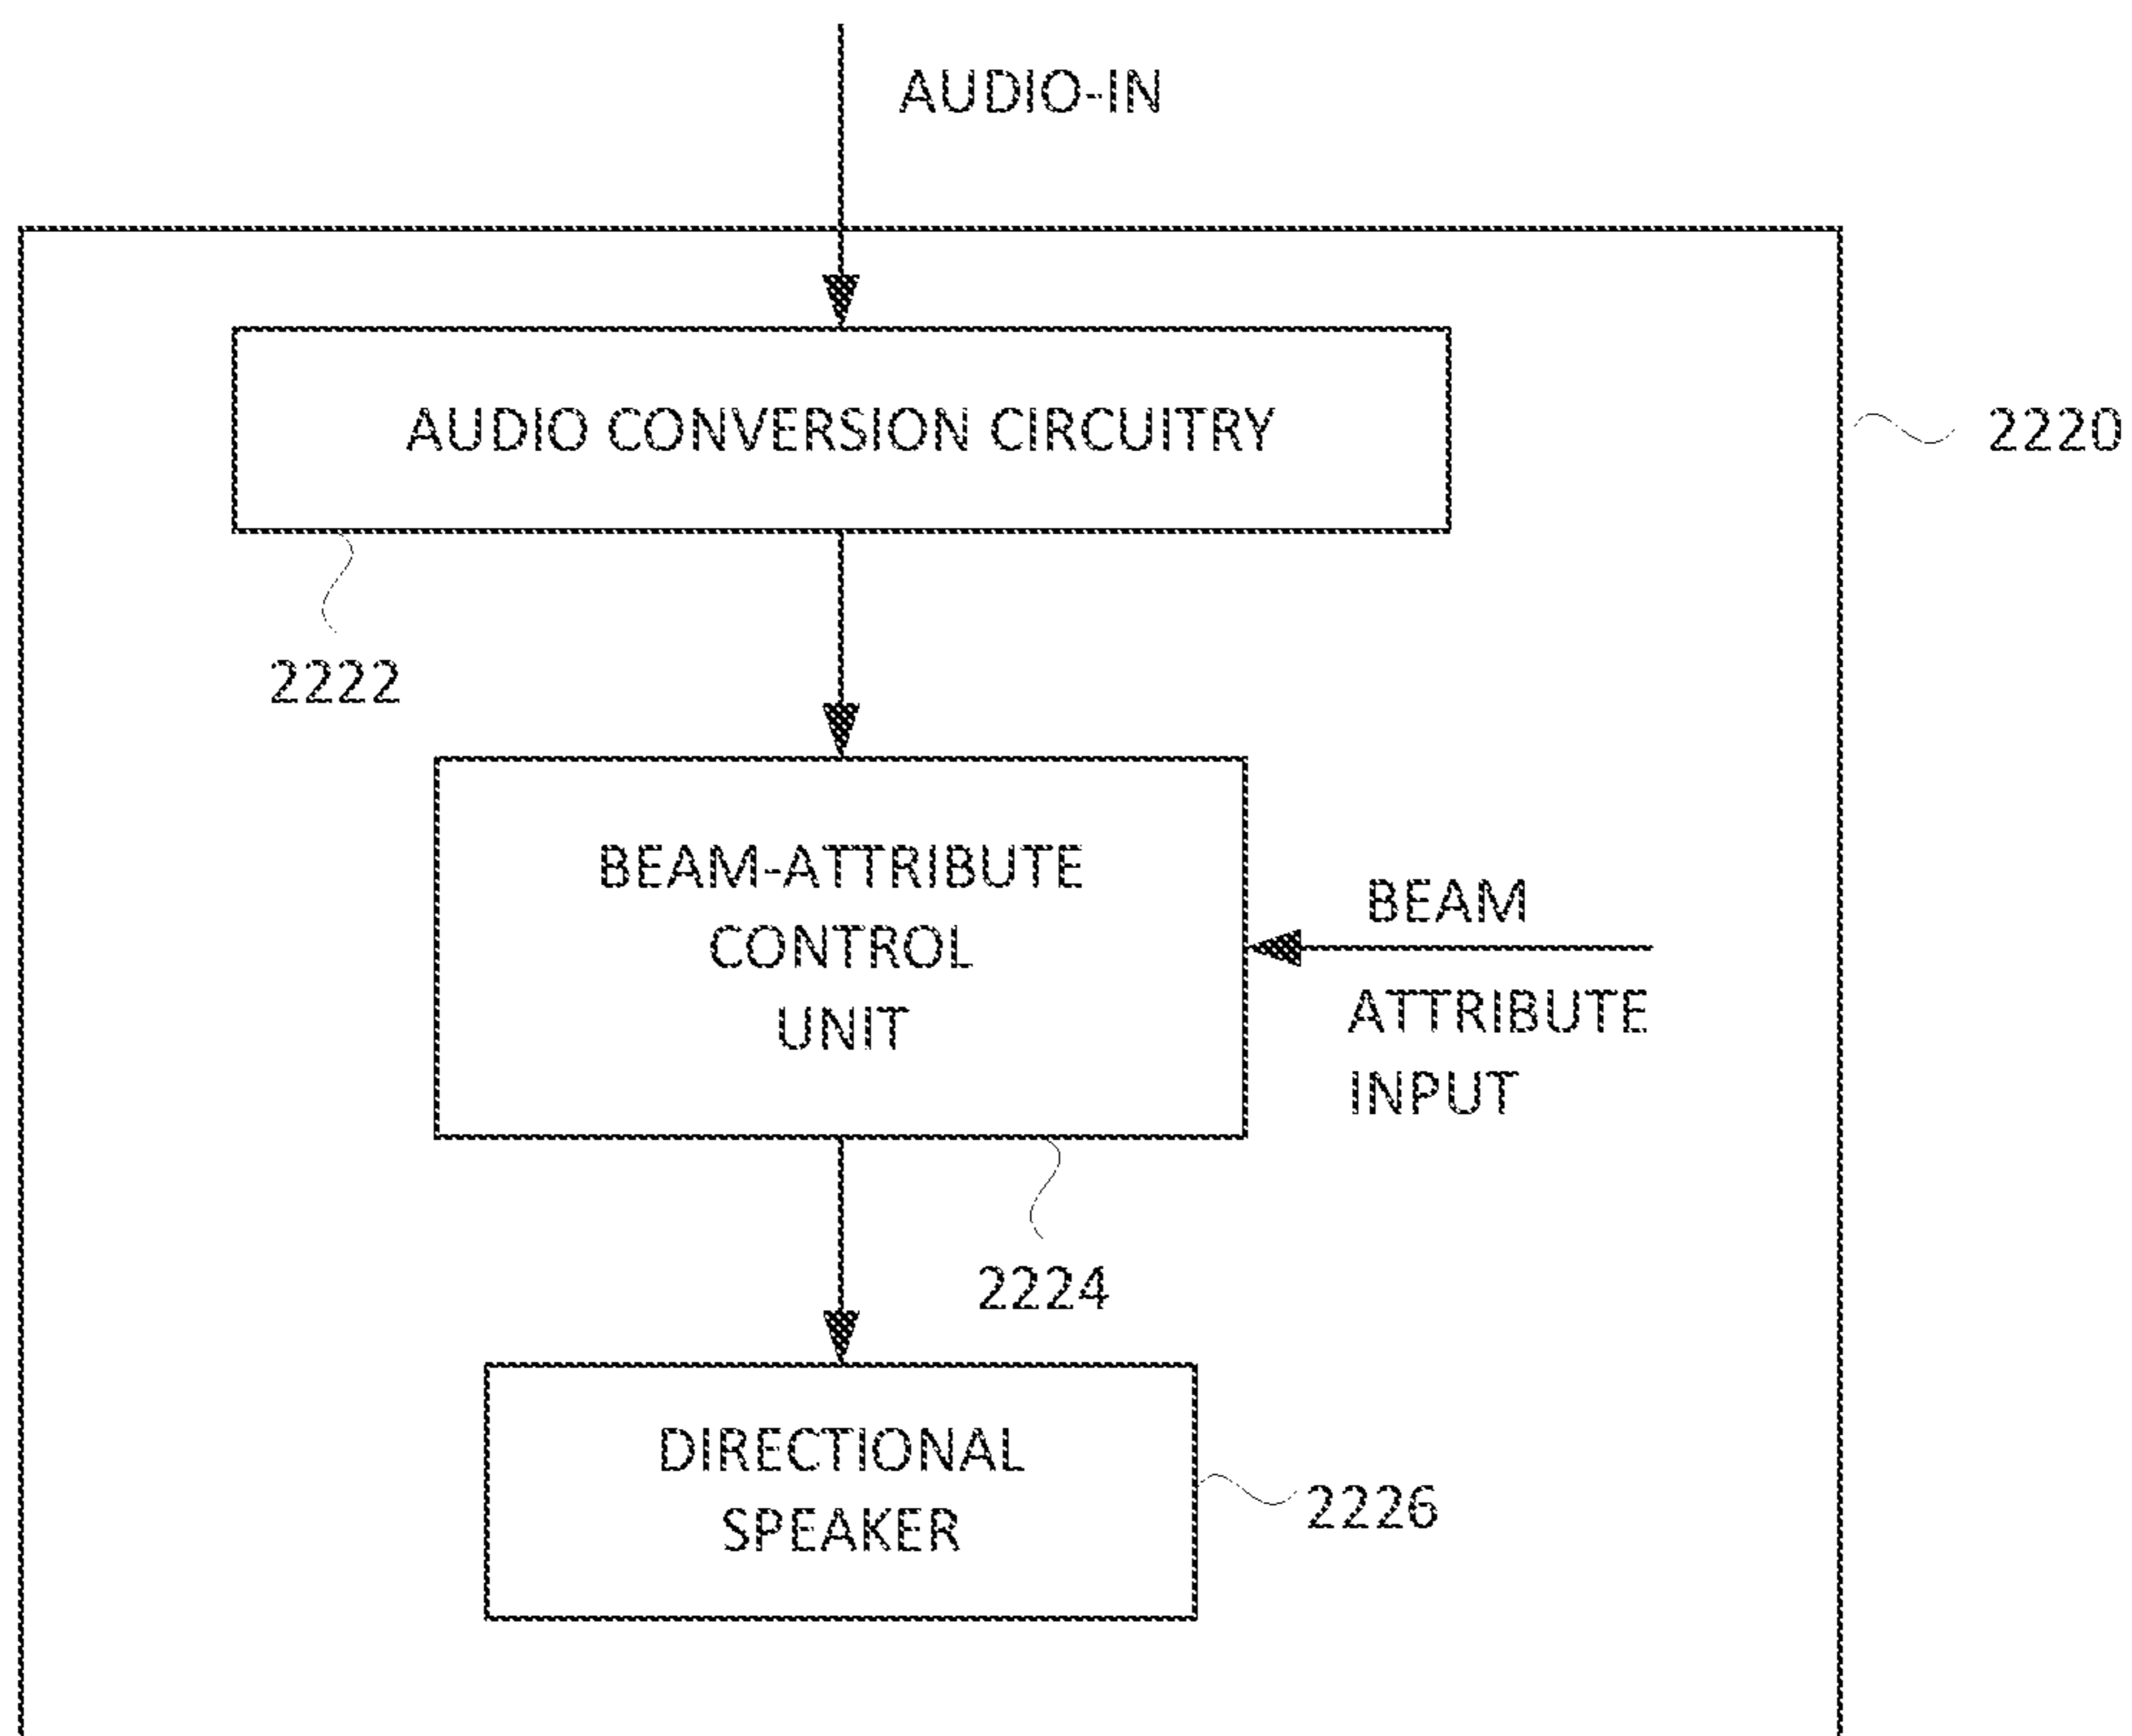 AUDIO-IN
AUDIO CONVERSION CIRCUITRY
2220
2222
BEAM-ATTRIBUTE
CONTROL
UNIT
BEAM
ATTRIBUTE
INPUT
2224
DIRECTIONAL
SPEAKER
2226